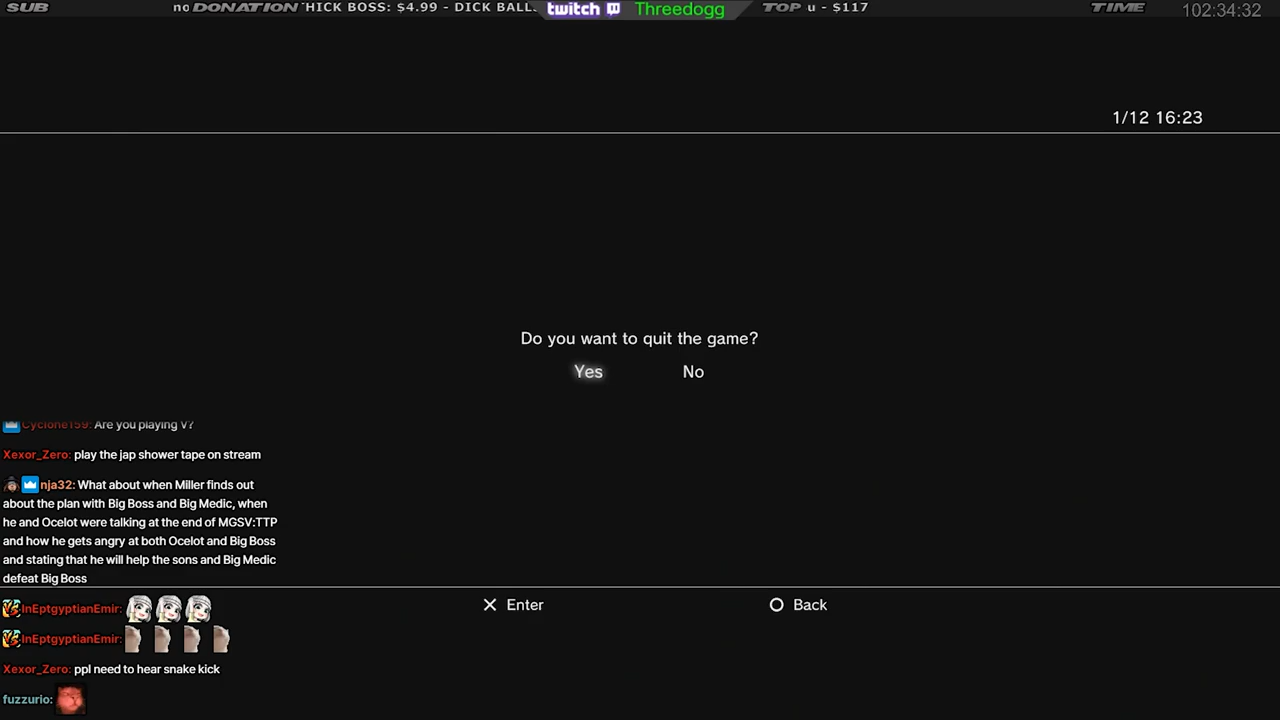 SUB no DONATION HICK BOSS: $4.99 - DICK BALL twitch Threedogg TOP u - $117 TIME 102:34:32
1/12 16:23
Do you want to quit the game?
Yes No
Cyclone159: Are you playing V?
Xexor_Zero: play the jap shower tape on stream
nja32: What about when Miller finds out
about the plan with Big Boss and Big Medic, when
he and Ocelot were talking at the end of MGSV:TTP
and how he gets angry at both Ocelot and Big Boss
and stating that he will help the sons and Big Medic
defeat Big Boss
InEptgyptianEmir:
InEptgyptianEmir:
Xexor_Zero: ppl need to hear snake kick
fuzzurio:
X Enter O Back